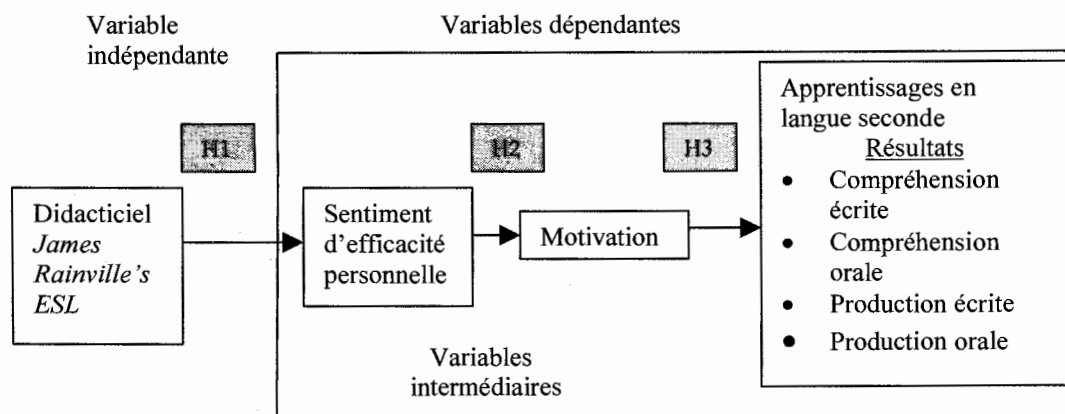 Variable
indépendante
Variables dépendantes
H1
H2
H3
Didacticiel
James
Rainville's
ESL
Sentiment
d'efficacité
personnelle
Motivation
Apprentissages en
langue seconde
Résultats
• Compréhension
écrite
• Compréhension
orale
• Production écrite
• Production orale
Variables
intermédiaires